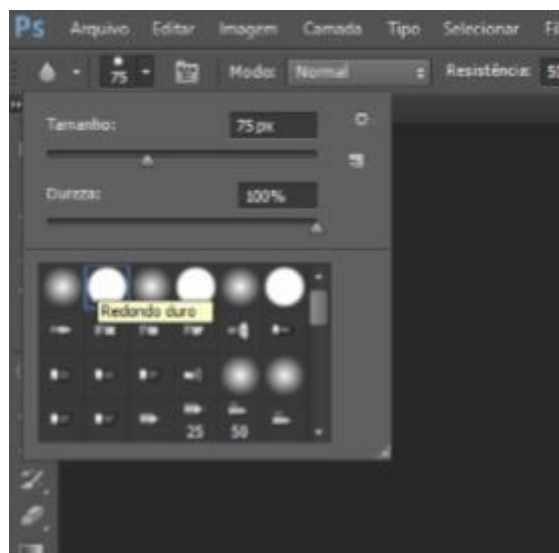 Ps Arquivo Editar Imagem Camada Tipo Selecionar
75 Modo: Normal Resistência:
Tamanho: 75 px
Dureza: 100%
Redondo duro
25 50